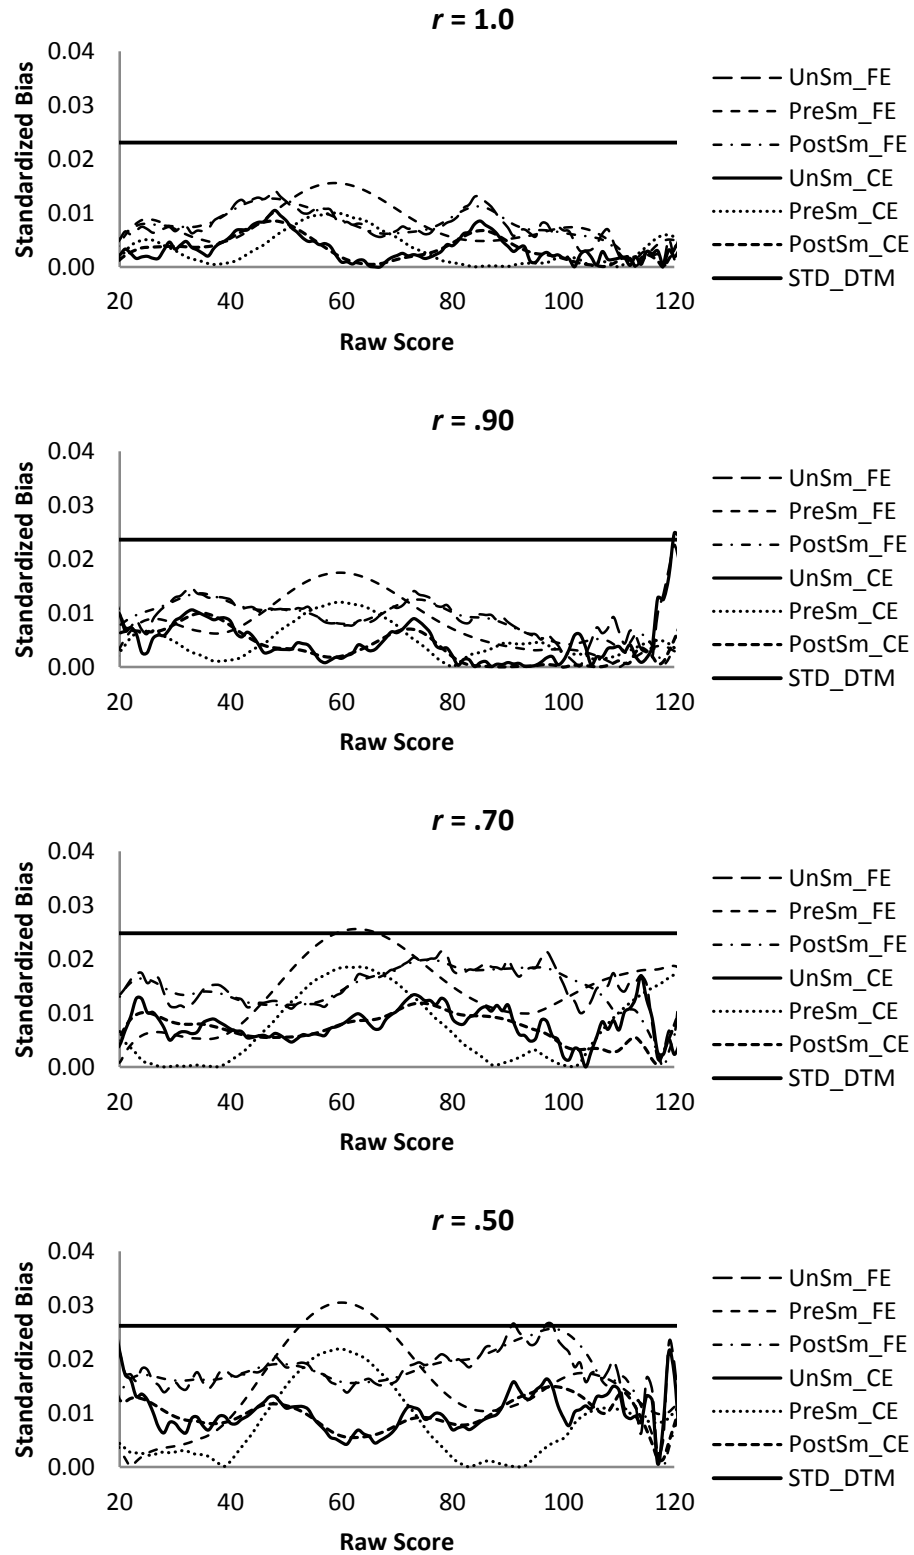 r = 1.0
Standardized Bias
0.04
0.03
0.02
0.01
0.00
20
40
60
80
100
120
Raw Score
UnSm_FE
PreSm_FE
PostSm_FE
UnSm_CE
PreSm_CE
PostSm_CE
STD_DTM
r = .90
Standardized Bias
0.04
0.03
0.02
0.01
0.00
20
40
60
80
100
120
Raw Score
UnSm_FE
PreSm_FE
PostSm_FE
UnSm_CE
PreSm_CE
PostSm_CE
STD_DTM
r = .70
Standardized Bias
0.04
0.03
0.02
0.01
0.00
20
40
60
80
100
120
Raw Score
UnSm_FE
PreSm_FE
PostSm_FE
UnSm_CE
PreSm_CE
PostSm_CE
STD_DTM
r = .50
Standardized Bias
0.04
0.03
0.02
0.01
0.00
20
40
60
80
100
120
Raw Score
UnSm_FE
PreSm_FE
PostSm_FE
UnSm_CE
PreSm_CE
PostSm_CE
STD_DTM